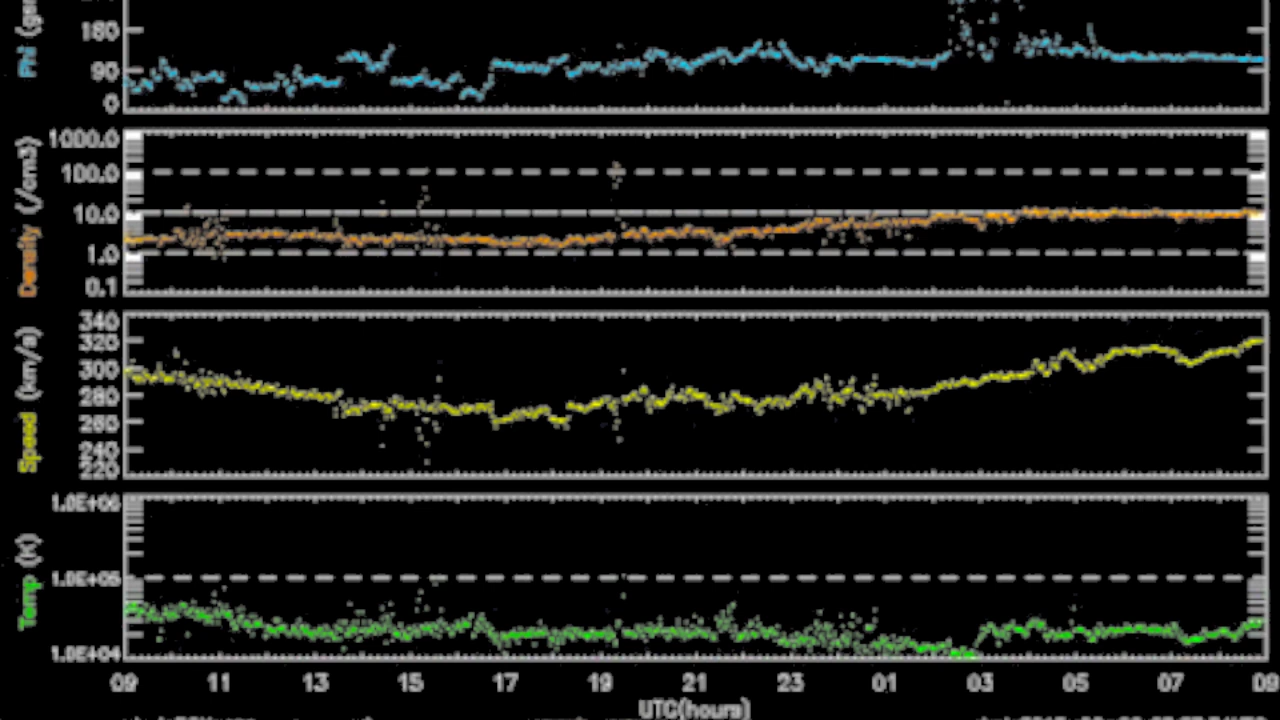 180
90
0
Phi (gsm
1000.0
100.0
10.0
1.0
0.1
Density (/cm3)
340
320
300
280
260
240
220
Speed (km/s)
1.0E+06
1.0E+05
1.0E+04
Temp (K)
09 11 13 15 17 19 21 23 01 03 05 07 09
UTC(hours)